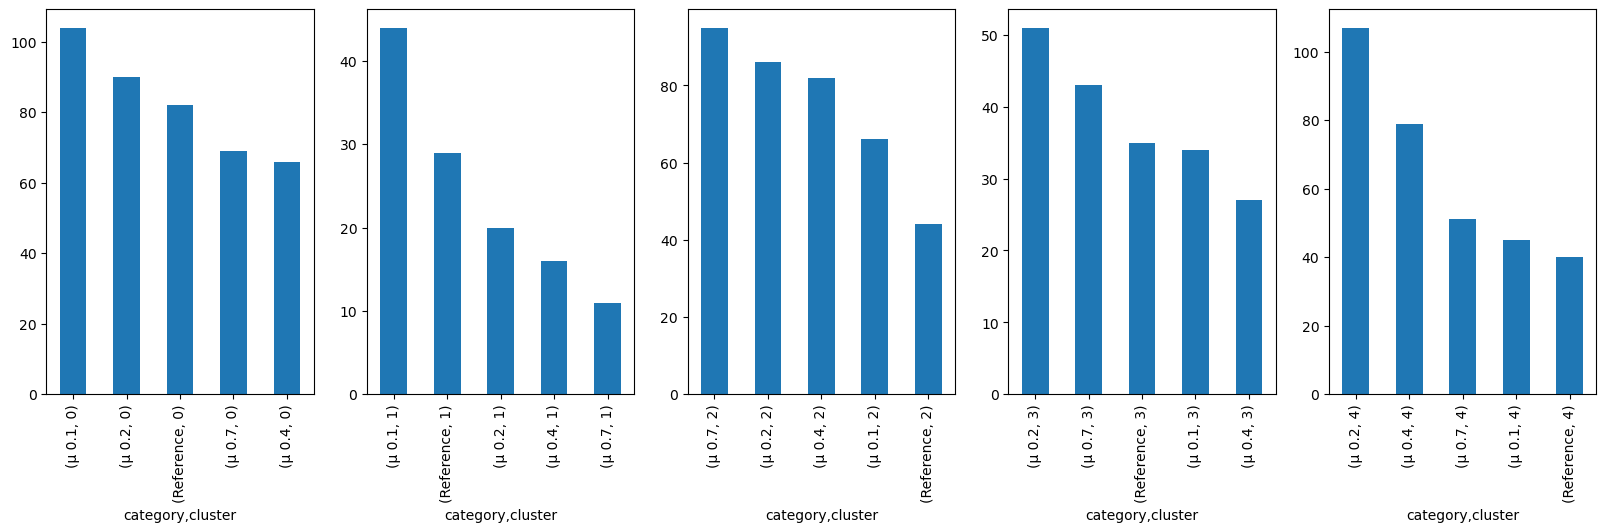 100
80
60
40
20
0
(μ 0.1, 0)
(μ 0.2, 0)
(Reference, 0)
(μ 0.7, 0)
(μ 0.4, 0)
category,cluster
40
30
20
10
0
(μ 0.1, 1)
(Reference, 1)
(μ 0.2, 1)
(μ 0.4, 1)
(μ 0.7, 1)
category,cluster
80
60
40
20
0
(μ 0.7, 2)
(μ 0.2, 2)
(μ 0.4, 2)
(μ 0.1, 2)
(Reference, 2)
category,cluster
50
40
30
20
10
0
(μ 0.2, 3)
(μ 0.7, 3)
(Reference, 3)
(μ 0.1, 3)
(μ 0.4, 3)
category,cluster
100
80
60
40
20
0
(μ 0.2, 4)
(μ 0.4, 4)
(μ 0.7, 4)
(μ 0.1, 4)
(Reference, 4)
category,cluster